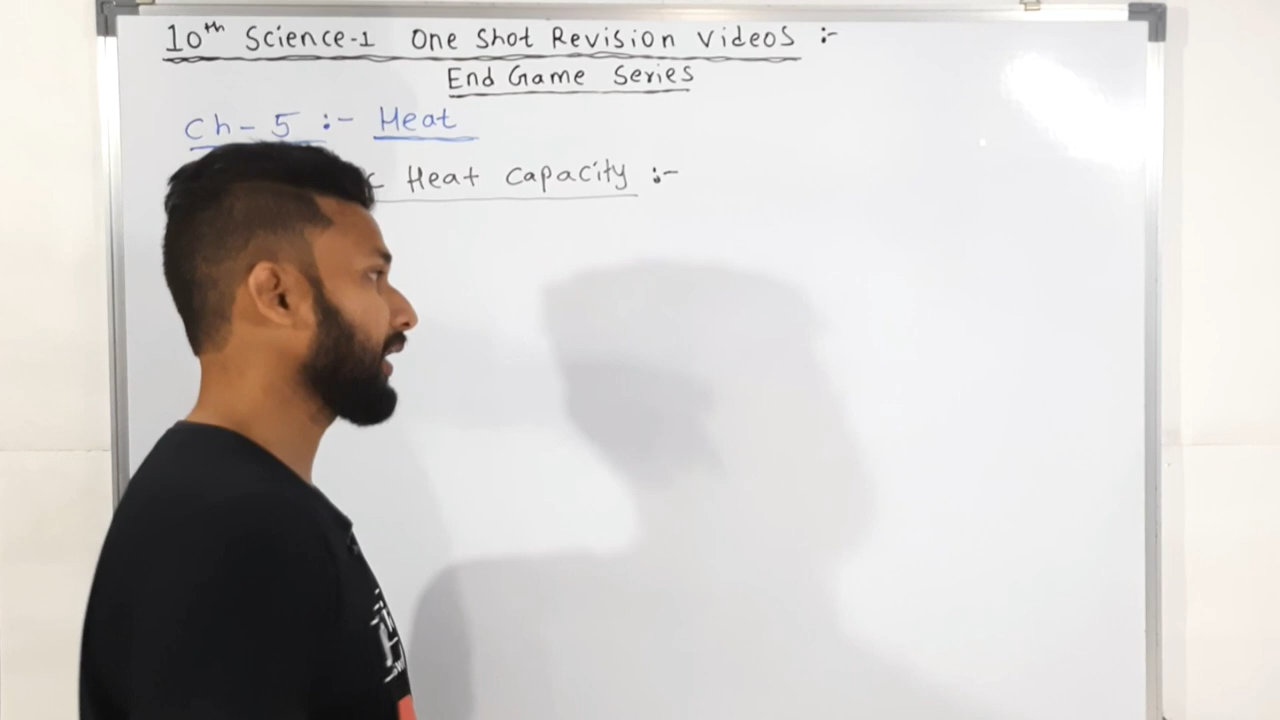 10th Science-1 One Shot Revision Videos :-
End Game Series
Ch - 5 :- Heat
Heat Capacity :-